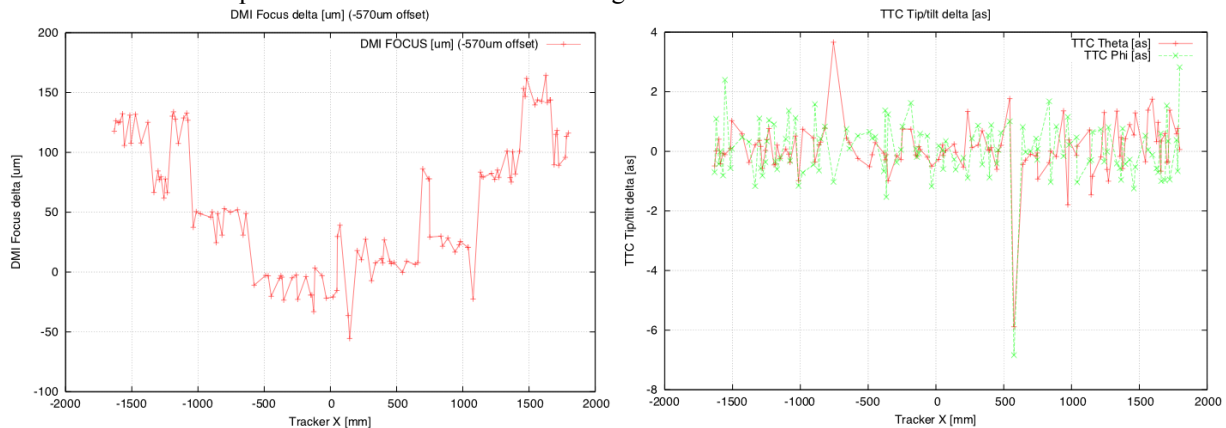 DMI Focus delta [um] (-570um offset)
DMI FOCUS [um] (-570um offset)
200
150
100
50
0
-50
-100
DMI Focus delta [um]
-2000 -1500 -1000 -500 0 500 1000 1500 2000
Tracker X [mm]
TTC Tip/tilt delta [as]
TTC Theta [as]
TTC Phi [as]
4
2
0
-2
-4
-6
-8
TTC Tip/tilt delta [as]
-2000 -1500 -1000 -500 0 500 1000 1500 2000
Tracker X [mm]